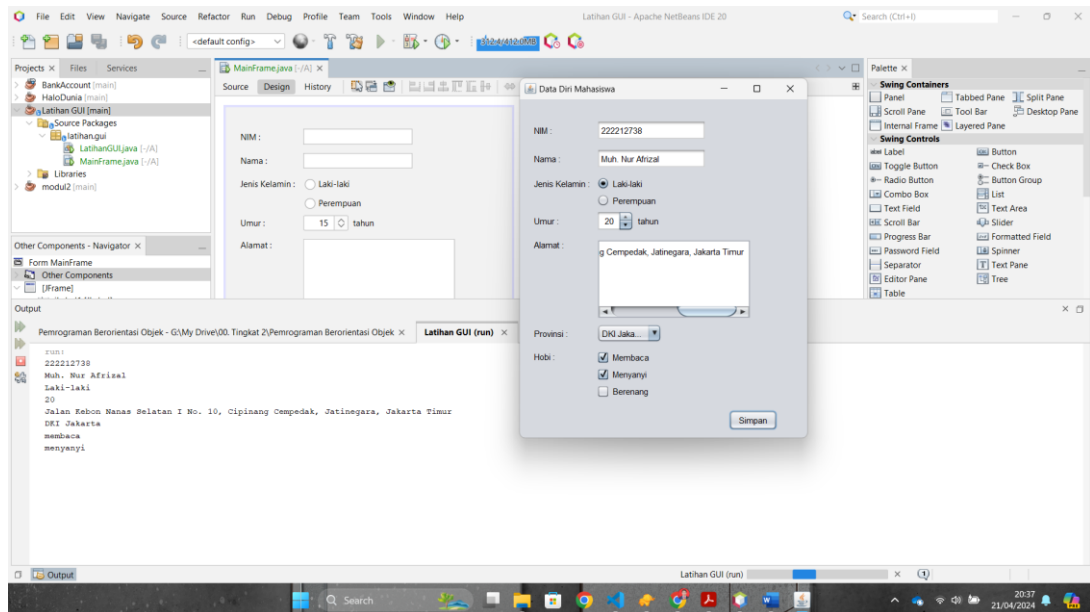 File Edit View Navigate Source Refactor Run Debug Profile Team Tools Window Help
Latihan GUI - Apache NetBeans IDE 20
Search (Ctrl+I)
<default config>
Projects
Files
Services
BankAccount [main]
HaloDunia [main]
Latihan GUI [main]
Source Packages
latihan.gui
LatihanGUI.java [-/A]
MainFrame.java [-/A]
Libraries
modul2 [main]
Other Components - Navigator
Form MainFrame
Other Components
[JFrame]
MainFrame.java [-/A]
Source Design History
NIM :
Nama :
Jenis Kelamin :
Laki-laki
Perempuan
Umur :
15
tahun
Alamat :
Data Diri Mahasiswa
NIM :
222212738
Nama :
Muh. Nur Afrizal
Jenis Kelamin :
Laki-laki
Perempuan
Umur :
20
tahun
Alamat :
g Cempedak, Jatinegara, Jakarta Timur
Provinsi :
DKI Jaka...
Hobi :
Membaca
Menyanyi
Berenang
Simpan
Palette
Swing Containers
Panel
Tabbed Pane
Split Pane
Scroll Pane
Tool Bar
Desktop Pane
Internal Frame
Layered Pane
Swing Controls
Label
Button
Toggle Button
Check Box
Radio Button
Button Group
Combo Box
List
Text Field
Text Area
Scroll Bar
Slider
Progress Bar
Formatted Field
Password Field
Spinner
Separator
Text Pane
Editor Pane
Tree
Table
Output
Pemrograman Berorientasi Objek - G:\My Drive\00. Tingkat 2\Pemrograman Berorientasi Objek
Latihan GUI (run)
run:
222212738
Muh. Nur Afrizal
Laki-laki
20
Jalan Kebon Nanas Selatan I No. 10, Cipinang Cempedak, Jatinegara, Jakarta Timur
DKI Jakarta
membaca
menyanyi
Output
Latihan GUI (run)
Search
20:37
21/04/2024